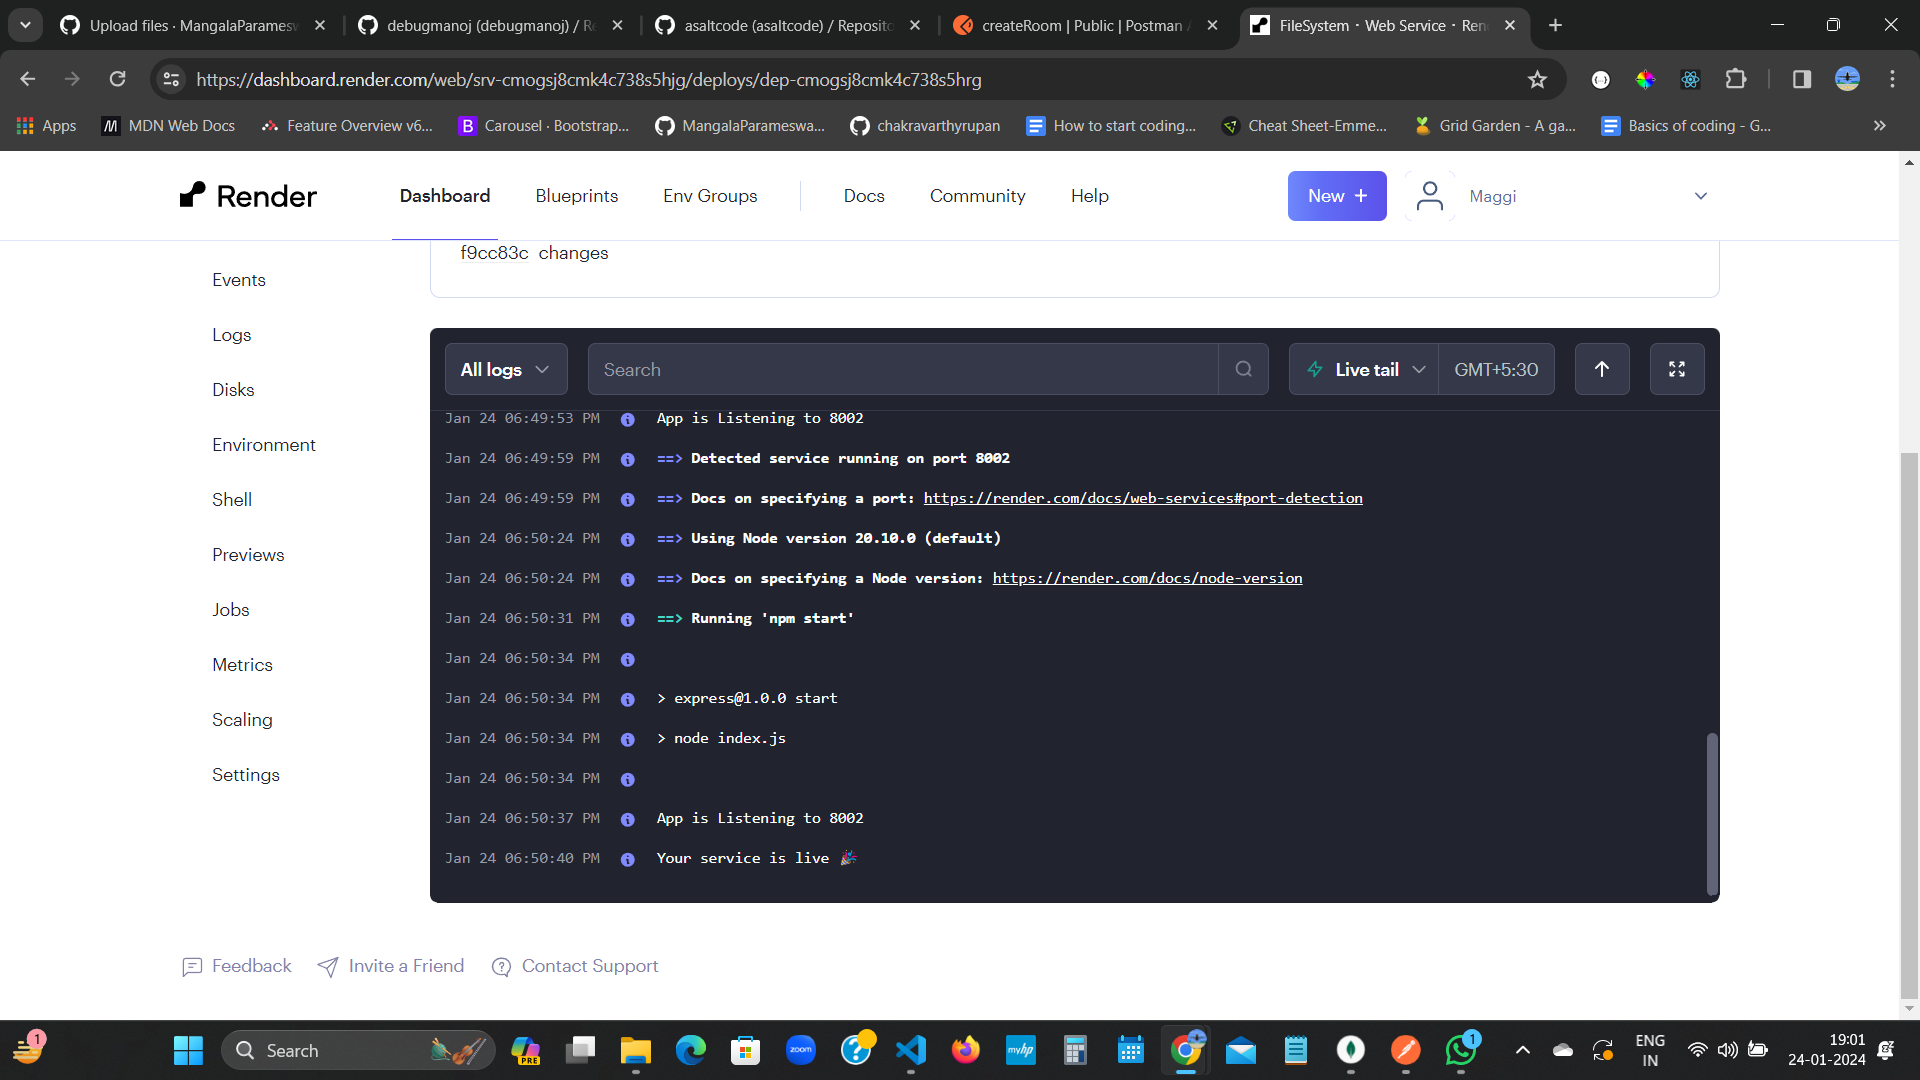 Upload files · MangalaParamesw
debugmanoj (debugmanoj) / Re
asaltcode (asaltcode) / Reposito
createRoom | Public | Postman A
FileSystem · Web Service · Ren
https://dashboard.render.com/web/srv-cmogsj8cmk4c738s5hjg/deploys/dep-cmogsj8cmk4c738s5hrg
Apps
MDN Web Docs
Feature Overview v6...
B Carousel · Bootstrap...
MangalaParameswa...
chakravarthyrupan
How to start coding...
Cheat Sheet-Emme...
Grid Garden - A ga...
Basics of coding - G...
Render
Dashboard
Blueprints
Env Groups
Docs
Community
Help
New +
Maggi
f9cc83c changes
Events
Logs
Disks
Environment
Shell
Previews
Jobs
Metrics
Scaling
Settings
All logs
Search
Live tail
GMT+5:30
Jan 24 06:49:53 PM App is Listening to 8002
Jan 24 06:49:59 PM ==> Detected service running on port 8002
Jan 24 06:49:59 PM ==> Docs on specifying a port: https://render.com/docs/web-services#port-detection
Jan 24 06:50:24 PM ==> Using Node version 20.10.0 (default)
Jan 24 06:50:24 PM ==> Docs on specifying a Node version: https://render.com/docs/node-version
Jan 24 06:50:31 PM ==> Running 'npm start'
Jan 24 06:50:34 PM
Jan 24 06:50:34 PM > express@1.0.0 start
Jan 24 06:50:34 PM > node index.js
Jan 24 06:50:34 PM
Jan 24 06:50:37 PM App is Listening to 8002
Jan 24 06:50:40 PM Your service is live 🎉
Feedback
Invite a Friend
Contact Support
1
Search
PRE
zoom
myhp
1
ENG
IN
19:01
24-01-2024